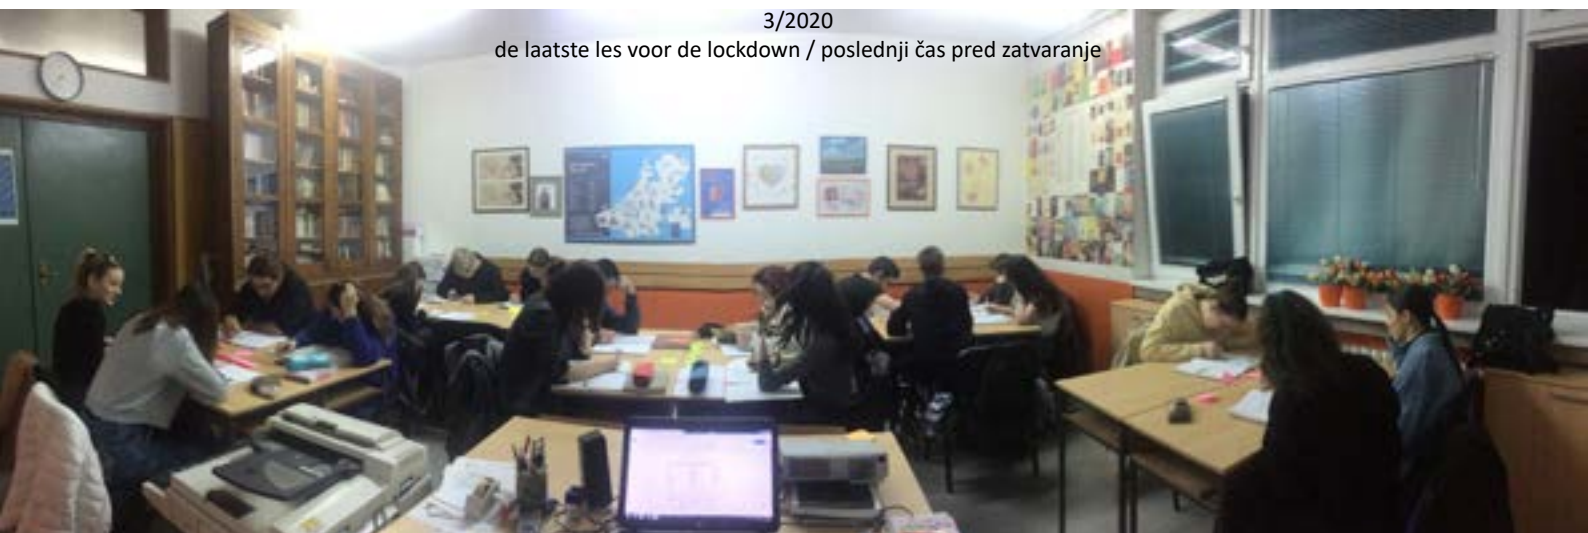 3/2020
de laatste les voor de lockdown / poslednji čas pred zatvaranje